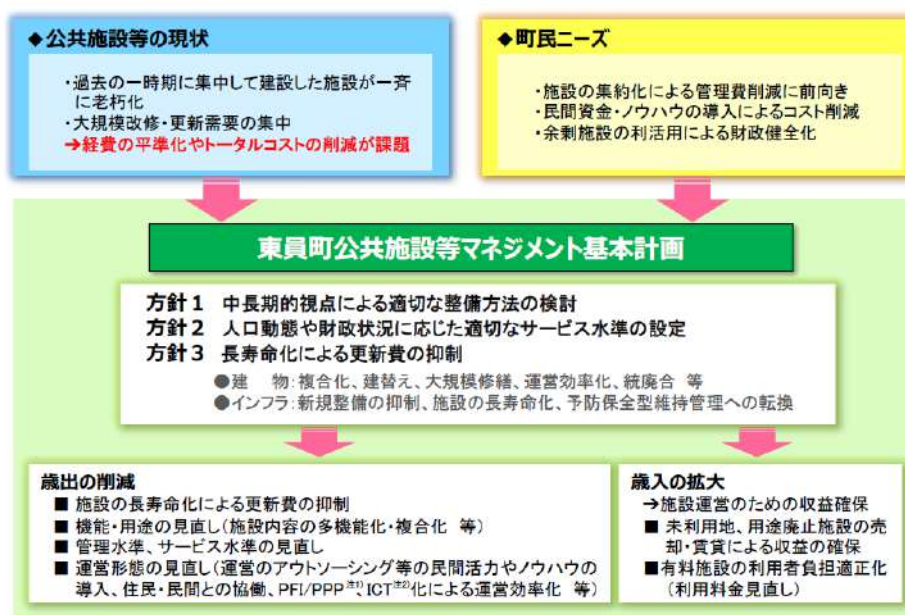 ◆公共施設等の現状
・過去の一時期に集中して建設した施設が一斉
に老朽化
・大規模改修・更新需要の集中
→経費の平準化やトータルコストの削減が課題
◆町民ニーズ
・施設の集約化による管理費削減に前向き
・民間資金・ノウハウの導入によるコスト削減
・余剰施設の利活用による財政健全化
東員町公共施設等マネジメント基本計画
方針1 中長期的視点による適切な整備方法の検討
方針2 人口動態や財政状況に応じた適切なサービス水準の設定
方針3 長寿命化による更新費の抑制
●建　物:複合化、建替え、大規模修繕、運営効率化、統廃合 等
●インフラ:新規整備の抑制、施設の長寿命化、予防保全型維持管理への転換
歳出の削減
■ 施設の長寿命化による更新費の抑制
■ 機能・用途の見直し(施設内容の多機能化・複合化 等)
■ 管理水準、サービス水準の見直し
■ 運営形態の見直し(運営のアウトソーシング等の民間活力やノウハウの
導入、住民・民間との協働、PFI/PPP注1)、ICT注2)化による運営効率化 等)
歳入の拡大
→施設運営のための収益確保
■ 未利用地、用途廃止施設の売
却・賃貸による収益の確保
■有料施設の利用者負担適正化
(利用料金見直し)